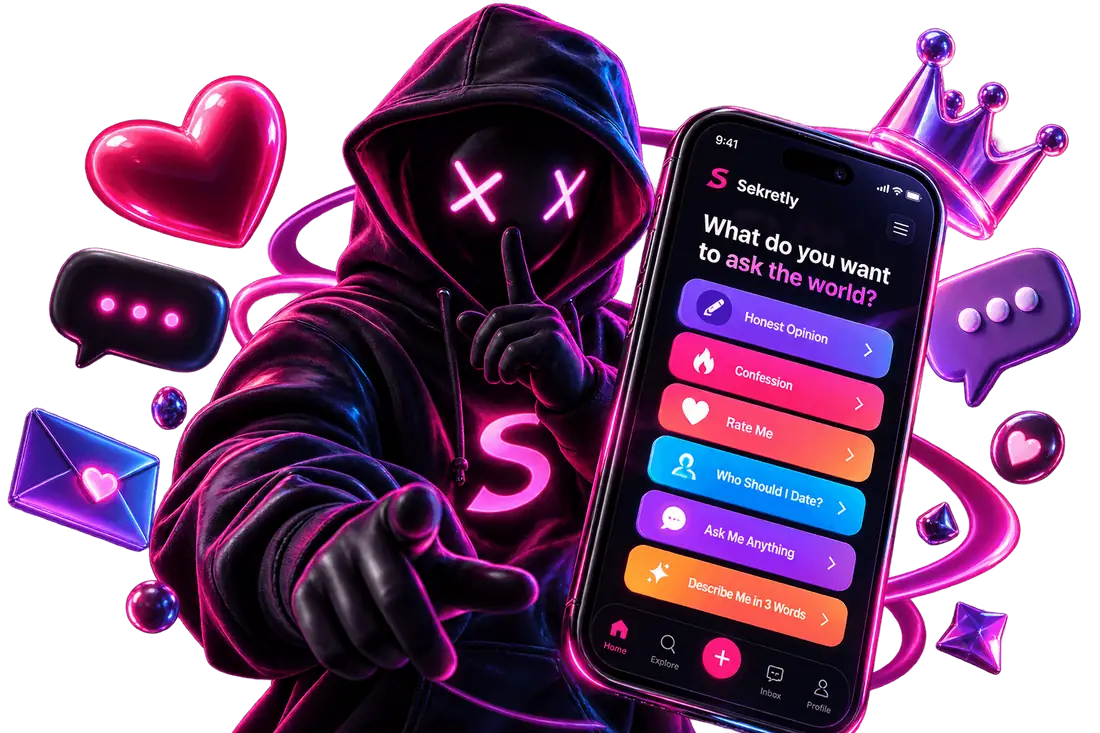 9:41
S Sekretly
What do you want
to ask the world?
Honest Opinion
Confession
Rate Me
Who Should I Date?
Ask Me Anything
Describe Me in 3 Words
Home
Explore
Inbox
Profile
S